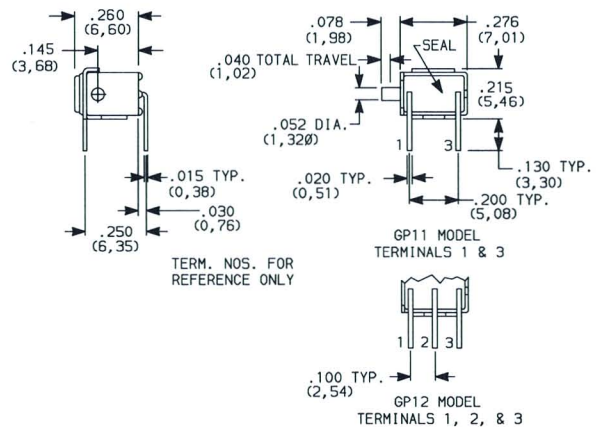 .260
(6,60)
.145
(3,68)
.015 TYP.
(0,38)
.030
(0,76)
.250
(6,35)
TERM. NOS. FOR
REFERENCE ONLY
.078
(1,98)
.276
(7,01)
SEAL
.040 TOTAL TRAVEL
(1,02)
.215
(5,46)
.052 DIA.
(1,32Ø)
1 3
.130 TYP.
(3,30)
.020 TYP.
(0,51)
.200 TYP.
(5,08)
GP11 MODEL
TERMINALS 1 & 3
1 2 3
.100 TYP.
(2,54)
GP12 MODEL
TERMINALS 1, 2, & 3